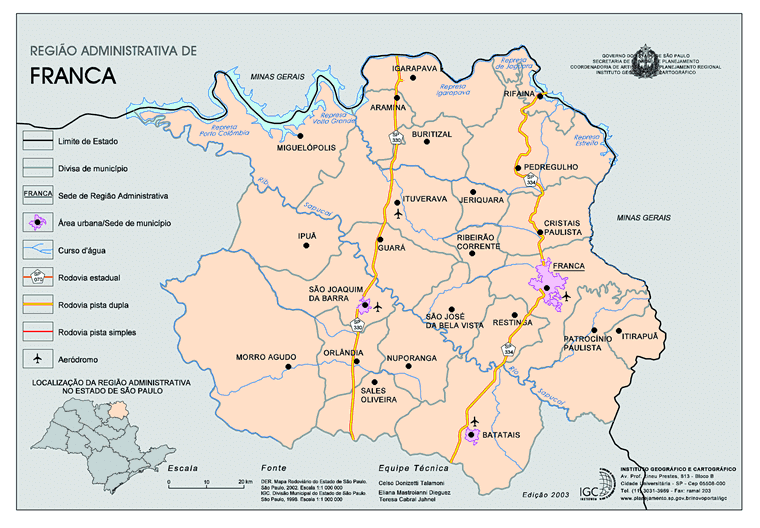 REGIÃO ADMINISTRATIVA DE
FRANCA
GOVERNO DO ESTADO DE SÃO PAULO
SECRETARIA DE ECONOMIA E PLANEJAMENTO
COORDENADORIA DE ARTICULAÇÃO E PLANEJAMENTO REGIONAL
INSTITUTO GEOGRÁFICO E CARTOGRÁFICO
MINAS GERAIS
Represa
Porto Colômbia
Represa
Volta Grande
Represa
Igarapava
Represa
de Jaguara
Represa
Estreito
MINAS GERAIS
IGARAPAVA
ARAMINA
RIFAINA
BURITIZAL
MIGUELÓPOLIS
PEDREGULHO
SP
330
SP
334
ITUVERAVA
JERIQUARA
Rio
Sapucaí
IPUÃ
GUARÁ
RIBEIRÃO
CORRENTE
CRISTAIS
PAULISTA
FRANCA
SÃO JOAQUIM
DA BARRA
SÃO JOSÉ
DA BELA VISTA
RESTINGA
PATROCÍNIO
PAULISTA
ITIRAPUÃ
SP
330
SP
334
MORRO AGUDO
ORLÂNDIA
NUPORANGA
SALES
OLIVEIRA
Rio
Sapucaí
BATATAIS
Limite de Estado
Divisa de município
FRANCA
Sede de Região Administrativa
Área urbana/Sede de município
Curso d'água
SP
070
Rodovia estadual
Rodovia pista dupla
Rodovia pista simples
Aeródromo
LOCALIZAÇÃO DA REGIÃO ADMINISTRATIVA
NO ESTADO DE SÃO PAULO
Escala
0 10 20 km
Fonte
DER. Mapa Rodoviário do Estado de São Paulo.
São Paulo, 2002. Escala 1:1 000 000
IGC. Divisão Municipal do Estado de São Paulo
São Paulo, 1995. Escala 1:1 000 000
Equipe Técnica
Celso Donizetti Talamoni
Eliana Mastroianni Dieguez
Teresa Cabral Jahnel
Edição 2003
IGC
INSTITUTO GEOGRÁFICO E CARTOGRÁFICO
Av. Prof. Lineu Prestes, 913 - Bloco B
Cidade Universitária - SP - Cep 05508-000
Tel. (11) 3031-3989 - Fax: ramal 203
www.planejamento.sp.gov.br/novoportal/igc